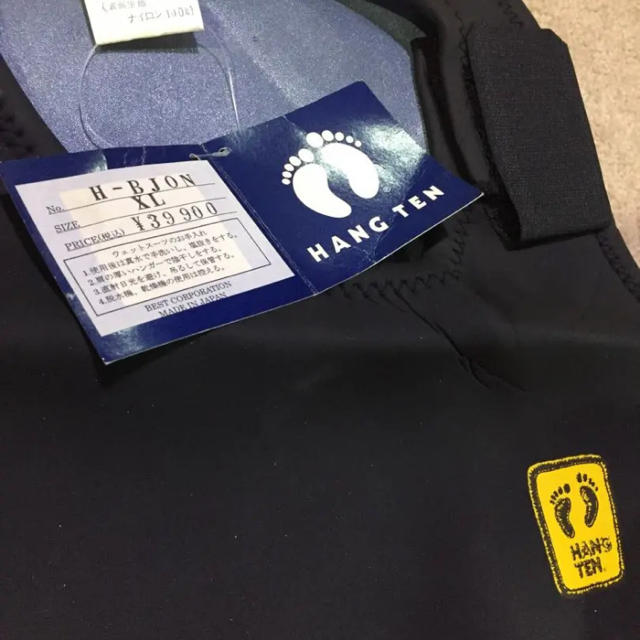 ナイロン100%
No. H-BJON
SIZE XL
PRICE(税込) ¥39,900
ウェットスーツのお手入れ
1.使用後は真水で手洗いし、塩抜きをする。
2.肩の厚いハンガーで陰干しをする。
3.直射日光を避け、吊るして保管する。
4.脱水機、乾燥機の使用は控える。
BEST CORPORATION
MADE IN JAPAN
HANG TEN
HANG
TEN